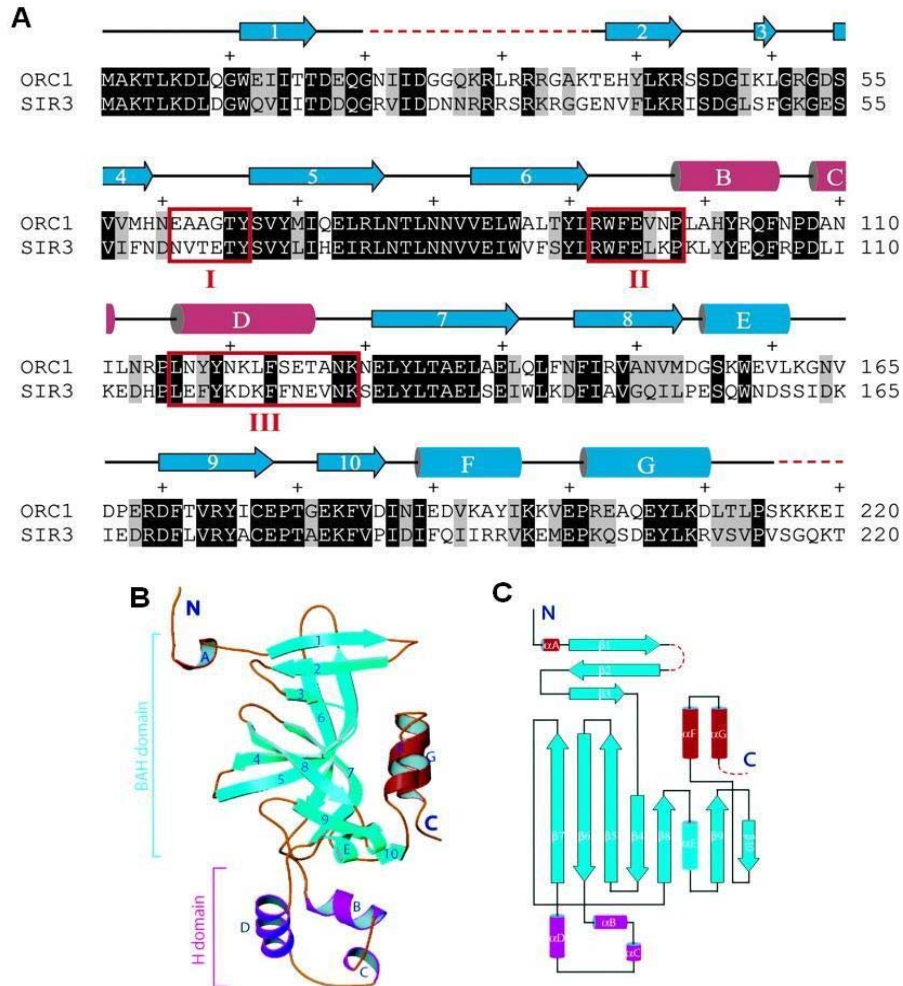 A
1 2 3
+ + + + +
ORC1 MAKTLKDLQGWEIITTDEQGNIIDGGQKRLRRRGAKTEHYLKRSSDGIKLGRGDS 55
SIR3 MAKTLKDLDGWQVIITDDQGRVIDDNNRRRSRKRGGENVFLKRISDGLSFGKGES 55
4 5 6 B C
+ + + + + +
ORC1 VVMHNEAAGTYSVYMIQELRLNTLNNVVELWALTYLRWFEVNPLAHYRQFNPDAN 110
SIR3 VIFNDNVTETYSVYLIHEIRLNTLNNVVEIWVFSYLRWFELKPKLYYEQFRPDLI 110
I II
D 7 8 E
+ + + + +
ORC1 ILNRPLNYYNKLFSETANKNELYLTAELAELQLFNFIRVANVMDGSKWEVLKGNV 165
SIR3 KEDHPLEFYKDKFFNEVNKSELYLTAELSEIWLKDFIAVGQILPESQWNDSSIDK 165
III
9 10 F G
+ + + + + +
ORC1 DPERDFTVRYICEPTGEKFVDINIEDVKAYIKKVEPREAQEYLKDLTLPSKKKEI 220
SIR3 IEDRDFLVRYACEPTAEKFVPIDIFQIIRRVKEMEPKQSDEYLKRVSVPVSGQKT 220
B
N
A
1
2
3
6
4
8
7
5
9
E
10
F
G
C
BAH domain
H domain
B
D
C
C
N
αA β1
β2
β3
αF αG
C
β7 β6 β5 β4 β8 αE β9 β10
αD αB
αC